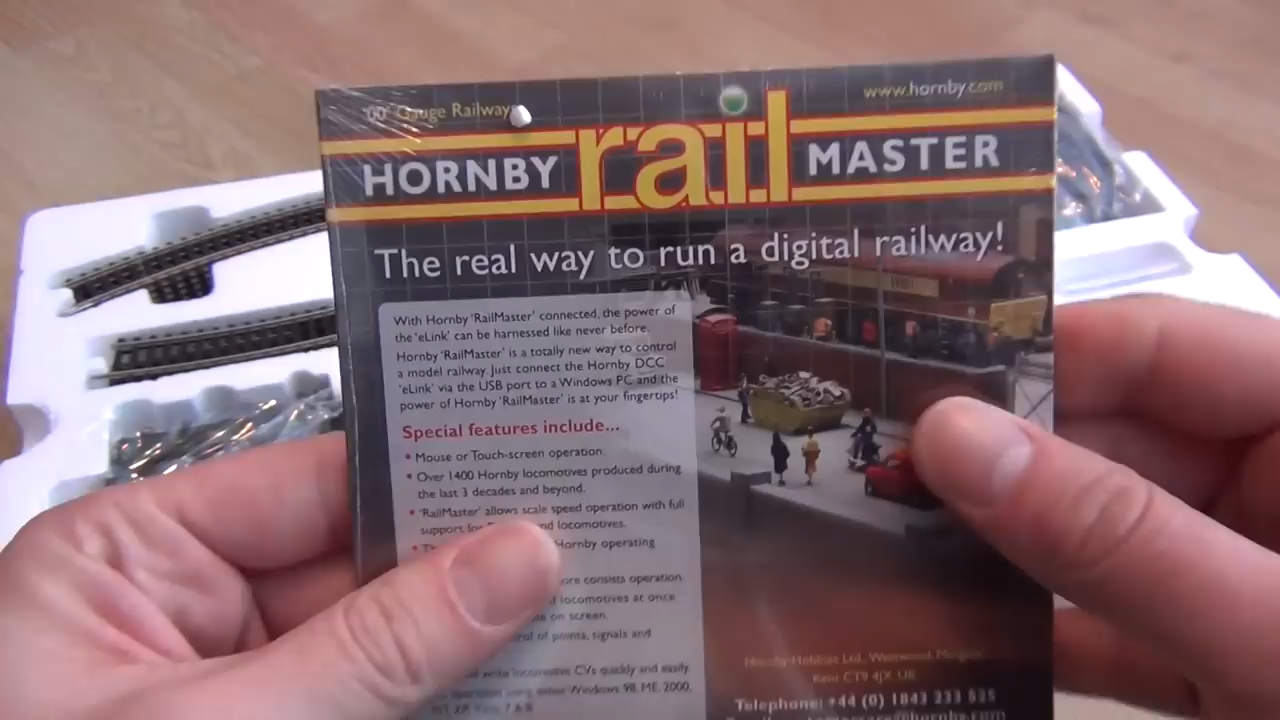 '00' Gauge Railways
www.hornby.com
HORNBY rail MASTER
The real way to run a digital railway!
With Hornby 'RailMaster' connected, the power of
the 'eLink' can be harnessed like never before.
Hornby 'RailMaster' is a totally new way to control
a model railway. Just connect the Hornby DCC
'eLink' via the USB port to a Windows PC and the
power of Hornby 'RailMaster' is at your fingertips!
Special features include...
• Mouse or Touch-screen operation.
• Over 1400 Hornby locomotives produced during
the last 3 decades and beyond.
• 'RailMaster' allows scale speed operation with full
support for locomotives.
• Hornby operating
consists operation.
locomotives at once
on screen.
of points, signals and
write locomotive CVs quickly and easily.
Windows 98, ME, 2000,
Hornby Hobbies Ltd., Westwood, Margate,
Kent CT9 4JX UK
Telephone: +44 (0) 1843 233 525